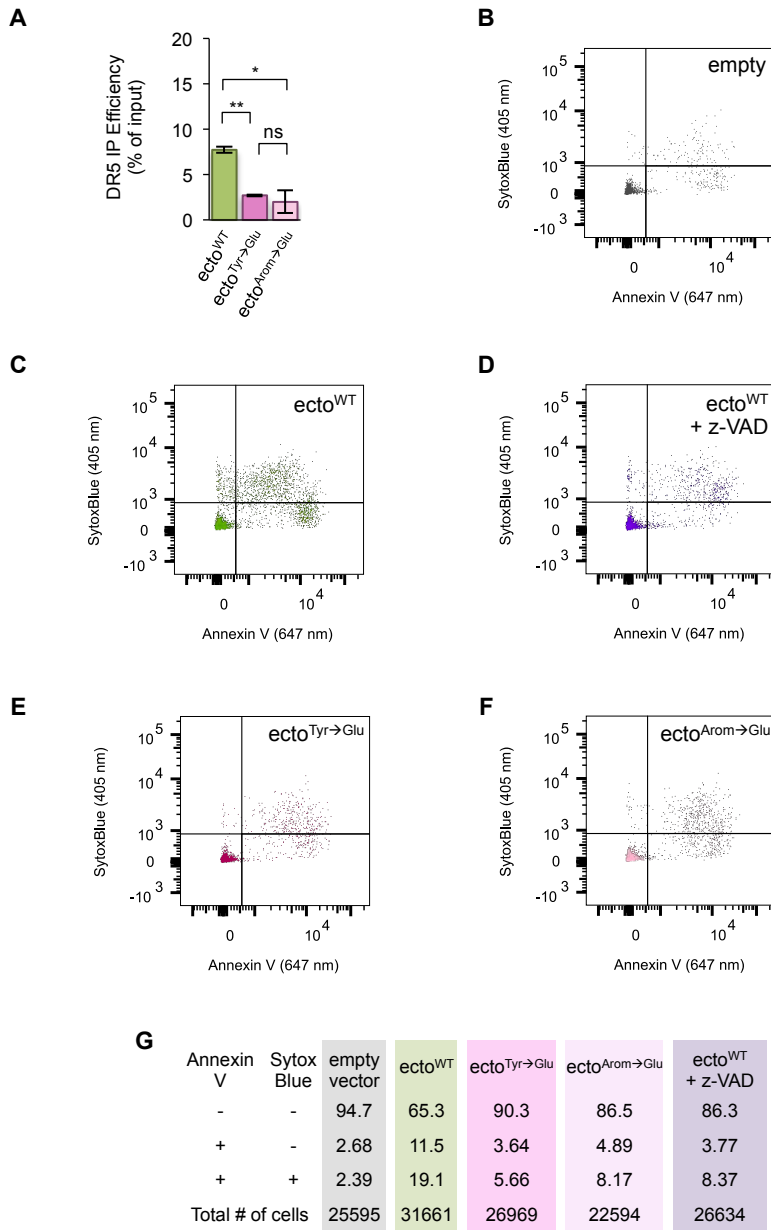 A
DR5 IP Efficiency
(% of input)
20
15
10
5
0
*
**
ns
ecto^WT
ecto^Tyr→Glu
ecto^Arom→Glu
B
empty
SytoxBlue (405 nm)
10^5
10^4
10^3
0
-10^3
0
10^4
Annexin V (647 nm)
C
ecto^WT
SytoxBlue (405 nm)
10^5
10^4
10^3
0
-10^3
0
10^4
Annexin V (647 nm)
D
ecto^WT
+ z-VAD
SytoxBlue (405 nm)
10^5
10^4
10^3
0
-10^3
0
10^4
Annexin V (647 nm)
E
ecto^Tyr→Glu
SytoxBlue (405 nm)
10^5
10^4
10^3
0
-10^3
0
10^4
Annexin V (647 nm)
F
ecto^Arom→Glu
SytoxBlue (405 nm)
10^5
10^4
10^3
0
-10^3
0
10^4
Annexin V (647 nm)
G
Annexin V Sytox Blue empty vector ecto^WT ecto^Tyr→Glu ecto^Arom→Glu ecto^WT + z-VAD
- - 94.7 65.3 90.3 86.5 86.3
+ - 2.68 11.5 3.64 4.89 3.77
+ + 2.39 19.1 5.66 8.17 8.37
Total # of cells 25595 31661 26969 22594 26634